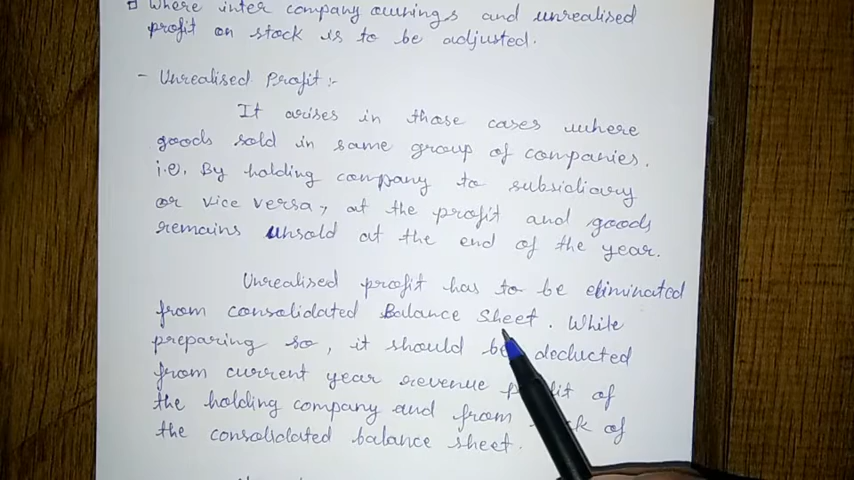 Where inter company ownings and unrealised
profit on stock is to be adjusted.
- Unrealised Profit :-
It arises in those cases where
goods sold in same group of companies.
i.e. By holding company to subsidiary
or vice versa, at the profit and goods
remains unsold at the end of the year.
Unrealised profit has to be eliminated
from consolidated Balance Sheet. While
preparing so, it should be deducted
from current year revenue of
the holding company and from of
the consolidated balance sheet.